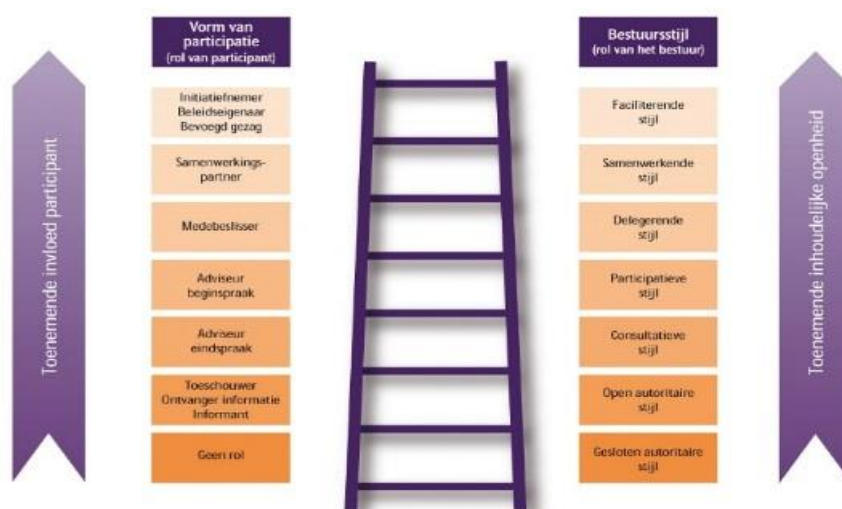 Toenemende invloed participant
Vorm van
participatie
(rol van participant)
Initiatiefnemer
Beleidseigenaar
Bevoegd gezag
Samenwerkings-
partner
Medebeslisser
Adviseur
beginspraak
Adviseur
eindspraak
Toeschouwer
Ontvanger informatie
Informant
Geen rol
Bestuursstijl
(rol van het bestuur)
Faciliterende
stijl
Samenwerkende
stijl
Delegerende
stijl
Participatieve
stijl
Consultatieve
stijl
Open autoritaire
stijl
Gesloten autoritaire
stijl
Toenemende inhoudelijke openheid